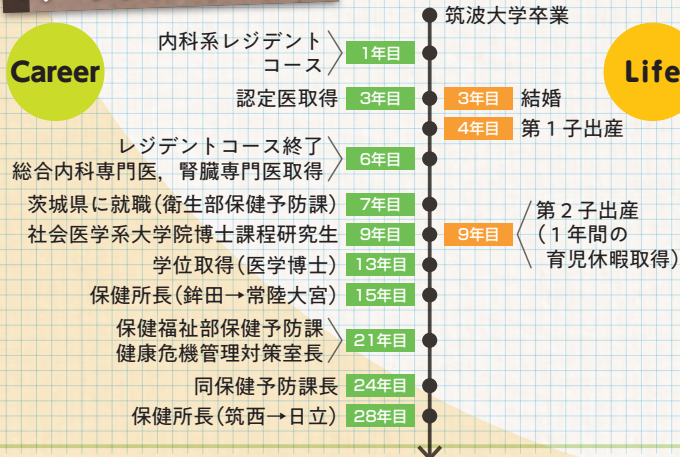 筑波大学卒業
Career
Life
内科系レジデント
コース
1年目
認定医取得 3年目
3年目 結婚
4年目 第1子出産
レジデントコース終了
総合内科専門医，腎臓専門医取得
6年目
茨城県に就職(衛生部保健予防課) 7年目
社会医学系大学院博士課程研究生 9年目
9年目
第2子出産
(1年間の
育児休暇取得)
学位取得(医学博士) 13年目
保健所長(鉾田→常陸大宮) 15年目
保健福祉部保健予防課
健康危機管理対策室長
21年目
同保健予防課長 24年目
保健所長(筑西→日立) 28年目